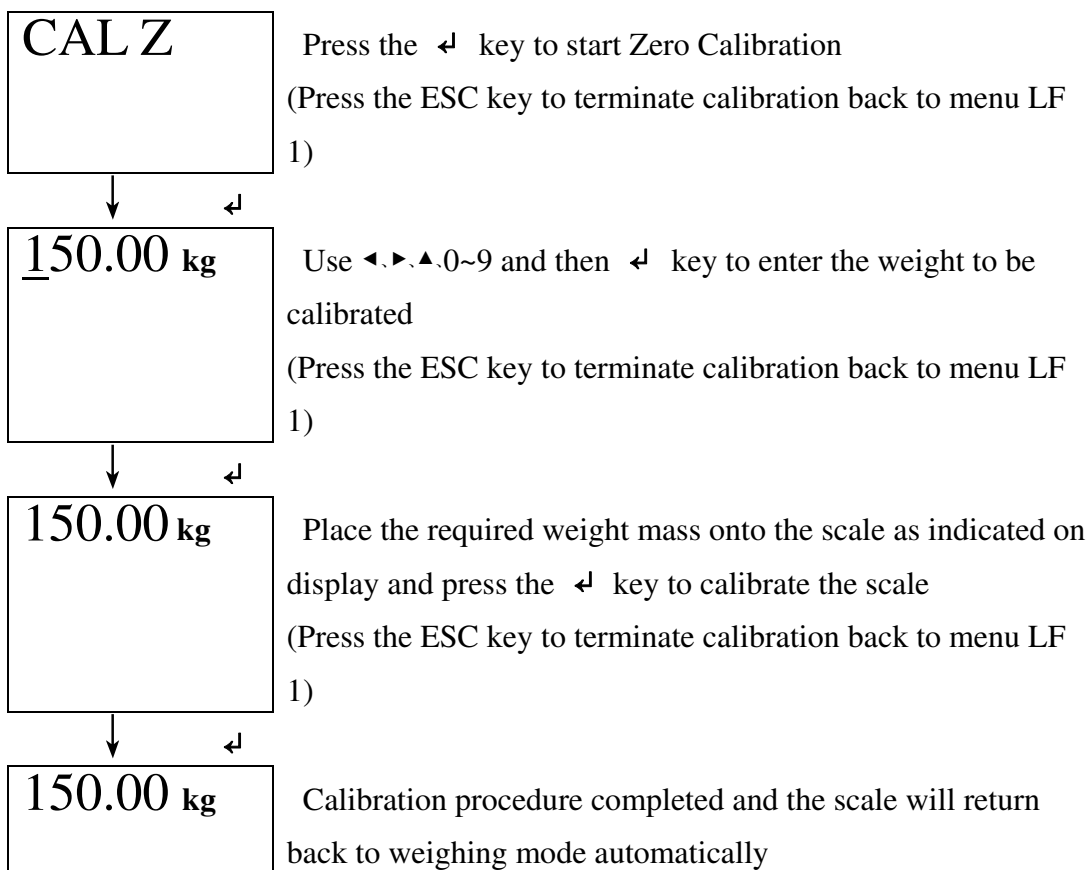 CAL Z
Press the ↵ key to start Zero Calibration
(Press the ESC key to terminate calibration back to menu LF
1)
↵
150.00 kg
Use ◄、►、▲、0~9 and then ↵ key to enter the weight to be
calibrated
(Press the ESC key to terminate calibration back to menu LF
1)
↵
150.00 kg
Place the required weight mass onto the scale as indicated on
display and press the ↵ key to calibrate the scale
(Press the ESC key to terminate calibration back to menu LF
1)
↵
150.00 kg
Calibration procedure completed and the scale will return
back to weighing mode automatically